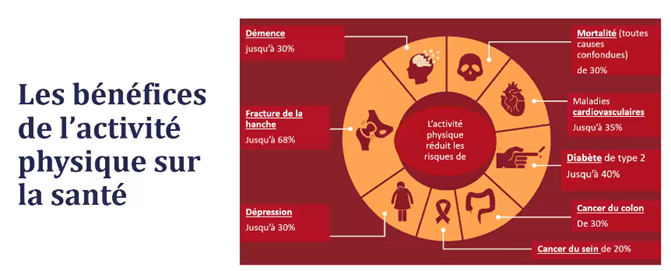 Les bénéfices
de l'activité
physique sur
la santé
Démence
jusqu'à 30%
Fracture de la
hanche
Jusqu'à 68%
Dépression
Jusqu'à 30%
L'activité
physique
réduit les
risques de
Mortalité (toutes
causes
confondues)
de 30%
Maladies
cardiovasculaires
Jusqu'à 35%
Diabète de type 2
Jusqu'à 40%
Cancer du colon
De 30%
Cancer du sein de 20%